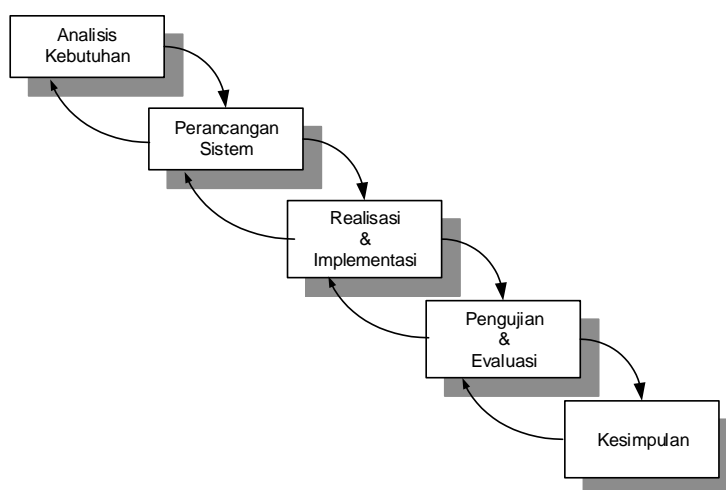 Analisis
Kebutuhan
Perancangan
Sistem
Realisasi
&
Implementasi
Pengujian
&
Evaluasi
Kesimpulan